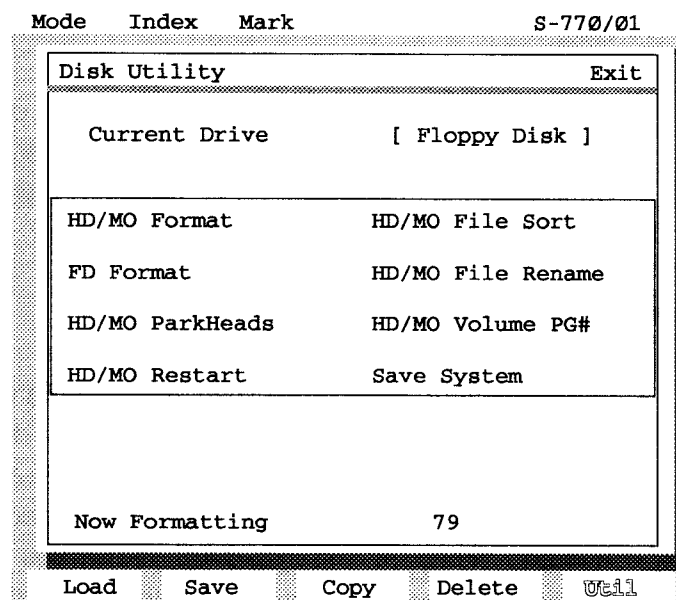 Mode Index Mark S-770/01
Disk Utility Exit
Current Drive [ Floppy Disk ]
HD/MO Format HD/MO File Sort
FD Format HD/MO File Rename
HD/MO ParkHeads HD/MO Volume PG#
HD/MO Restart Save System
Now Formatting 79
Load Save Copy Delete Util